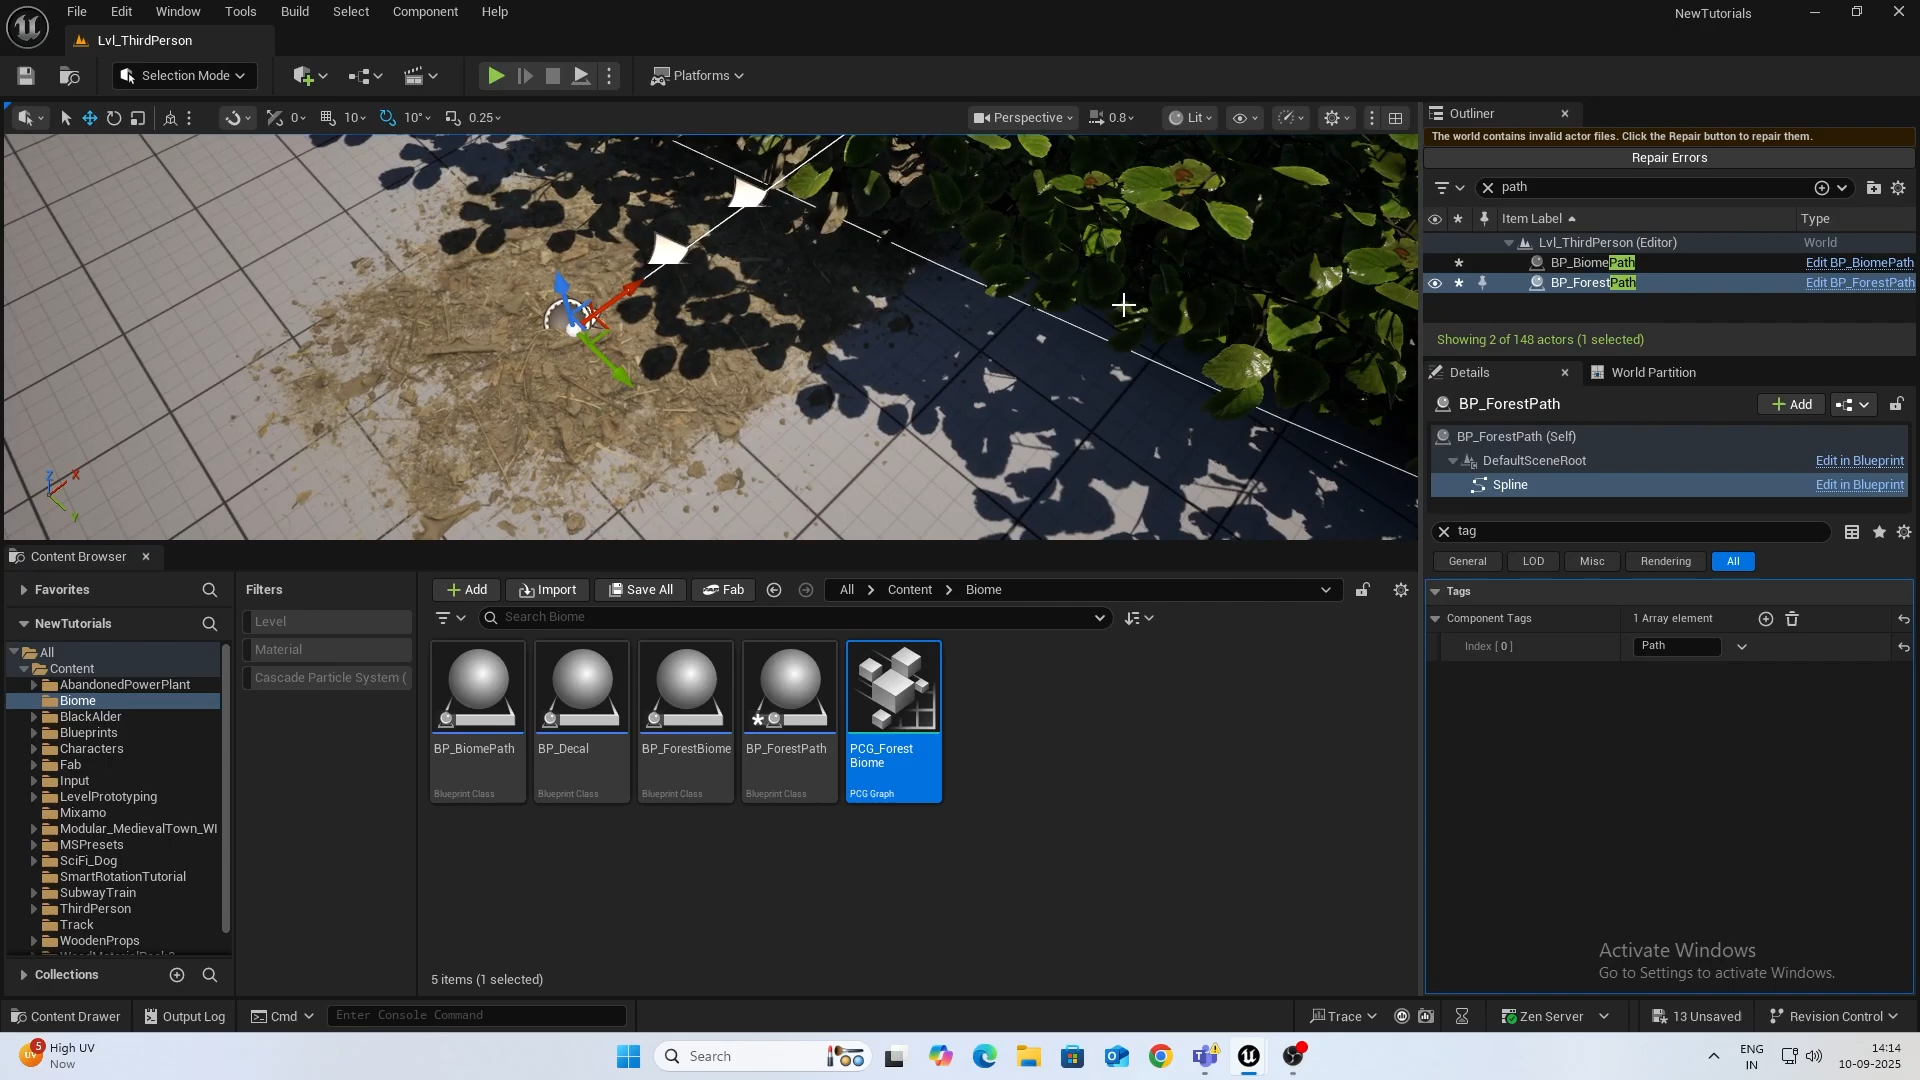 File Edit Window Tools Build Select Component Help
NewTutorials
Lvl_ThirdPerson
Selection Mode
Platforms
0 10 10° 0.25
Perspective 0.8 Lit
Outliner
The world contains invalid actor files. Click the Repair button to repair them.
Repair Errors
path
Item Label Type
Lvl_ThirdPerson (Editor) World
BP_BiomePath Edit BP_BiomePath
BP_ForestPath Edit BP_ForestPath
Showing 2 of 148 actors (1 selected)
Details World Partition
BP_ForestPath Add
BP_ForestPath (Self)
DefaultSceneRoot Edit in Blueprint
Spline Edit in Blueprint
tag
General LOD Misc Rendering All
Tags
Component Tags 1 Array element
Index [ 0 ] Path
Z X Y
Content Browser
Favorites
NewTutorials
All
Content
AbandonedPowerPlant
Biome
BlackAlder
Blueprints
Characters
Fab
Input
LevelPrototyping
Mixamo
Modular_MedievalTown_WI
MSPresets
SciFi_Dog
SmartRotationTutorial
SubwayTrain
ThirdPerson
Track
WoodenProps
Collections
Filters
Level
Material
Cascade Particle System (
Add Import Save All Fab All Content Biome
Search Biome
BP_BiomePath BP_Decal BP_ForestBiome BP_ForestPath PCG_Forest
Biome
Blueprint Class Blueprint Class Blueprint Class Blueprint Class PCG Graph
5 items (1 selected)
Activate Windows
Go to Settings to activate Windows.
Content Drawer Output Log Cmd Enter Console Command Trace Zen Server 13 Unsaved Revision Control
5 High UV
Now
Search
ENG
IN
14:14
10-09-2025